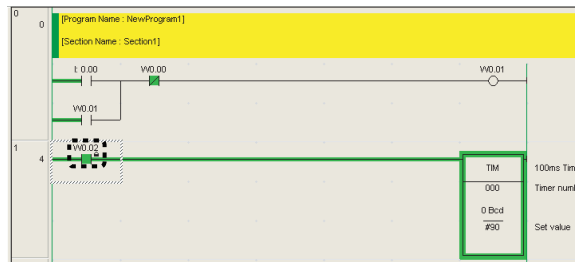 0
0
[Program Name : NewProgram1]
[Section Name : Section1]
I: 0.00
W0.00
W0.01
W0.01
1
4
W0.02
TIM
100ms Tim
000
Timer numb
0 Bcd
#90
Set value